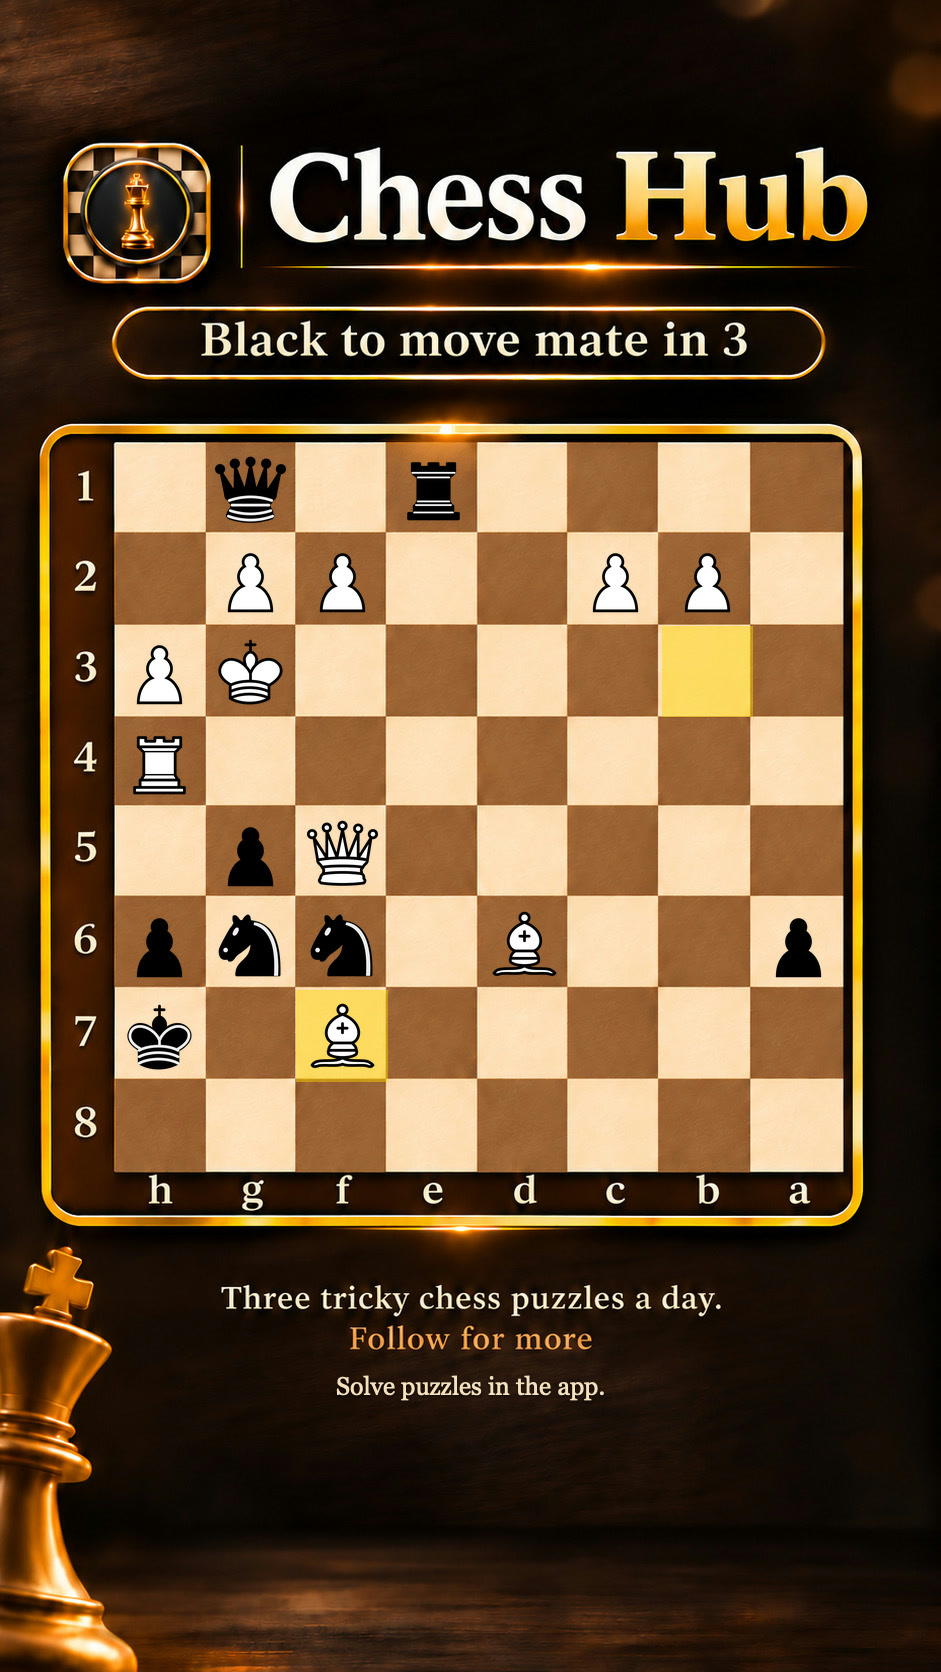 Chess Hub
Black to move mate in 3
1
2
3
4
5
6
7
8
h g f e d c b a
Three tricky chess puzzles a day.
Follow for more
Solve puzzles in the app.